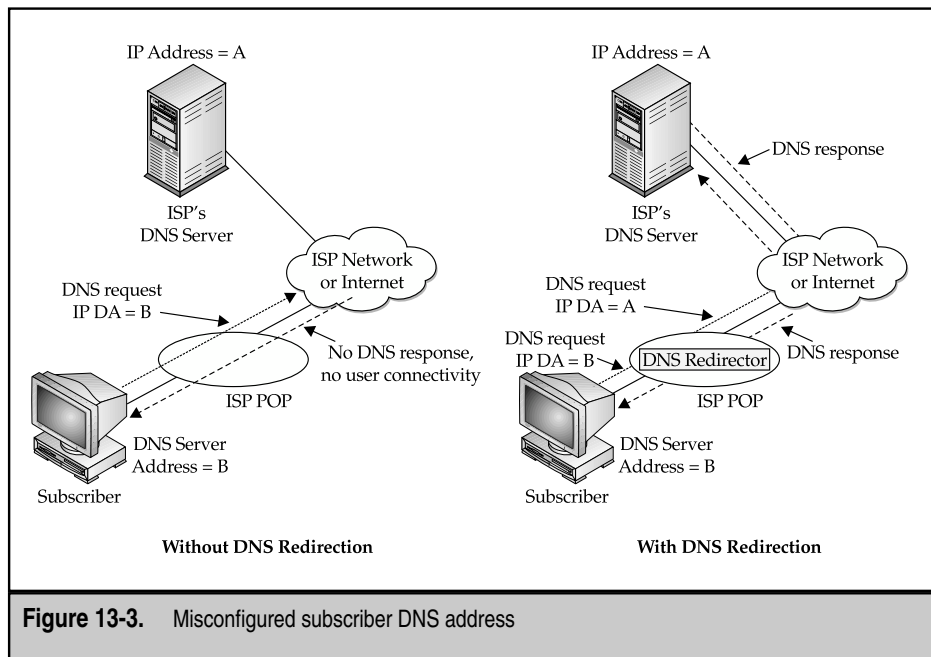 IP Address = A
ISP's
DNS Server
ISP Network
or Internet
DNS request
IP DA = B
No DNS response,
no user connectivity
DNS Server
Address = B
ISP POP
Subscriber
Without DNS Redirection
IP Address = A
DNS response
ISP's
DNS Server
ISP Network
or Internet
DNS request
IP DA = A
DNS request
IP DA = B
DNS Redirector
DNS response
ISP POP
DNS Server
Address = B
Subscriber
With DNS Redirection
Figure 13-3. Misconfigured subscriber DNS address